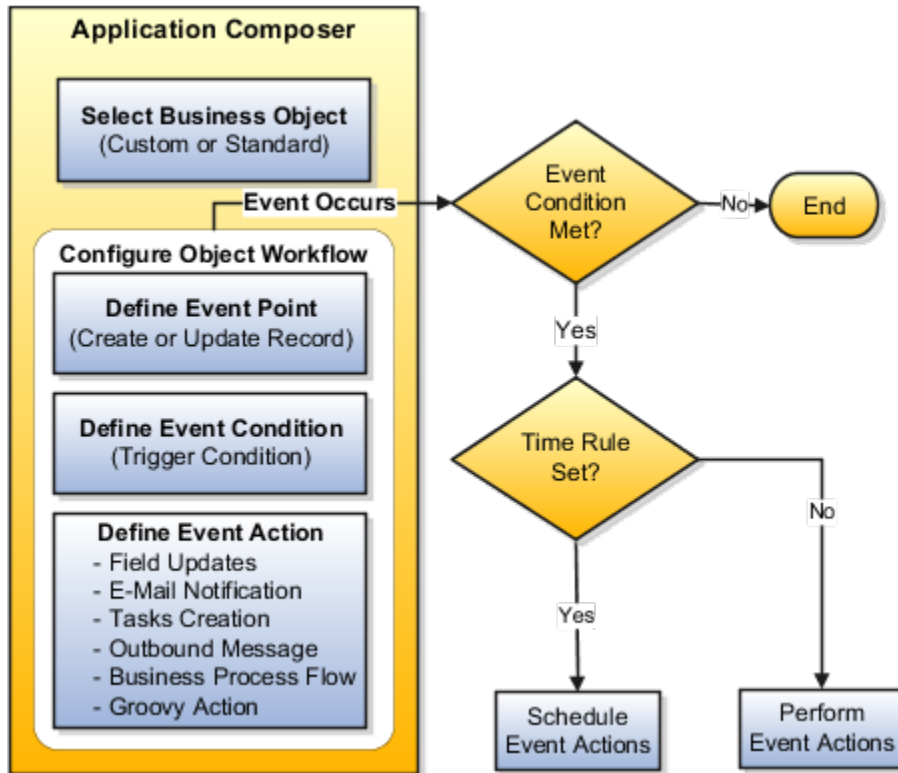 Application Composer
Select Business Object
(Custom or Standard)
Event Occurs
Configure Object Workflow
Define Event Point
(Create or Update Record)
Define Event Condition
(Trigger Condition)
Define Event Action
- Field Updates
- E-Mail Notification
- Tasks Creation
- Outbound Message
- Business Process Flow
- Groovy Action
Event
Condition
Met?
No
End
Yes
Time Rule
Set?
No
Yes
Schedule
Event Actions
Perform
Event Actions